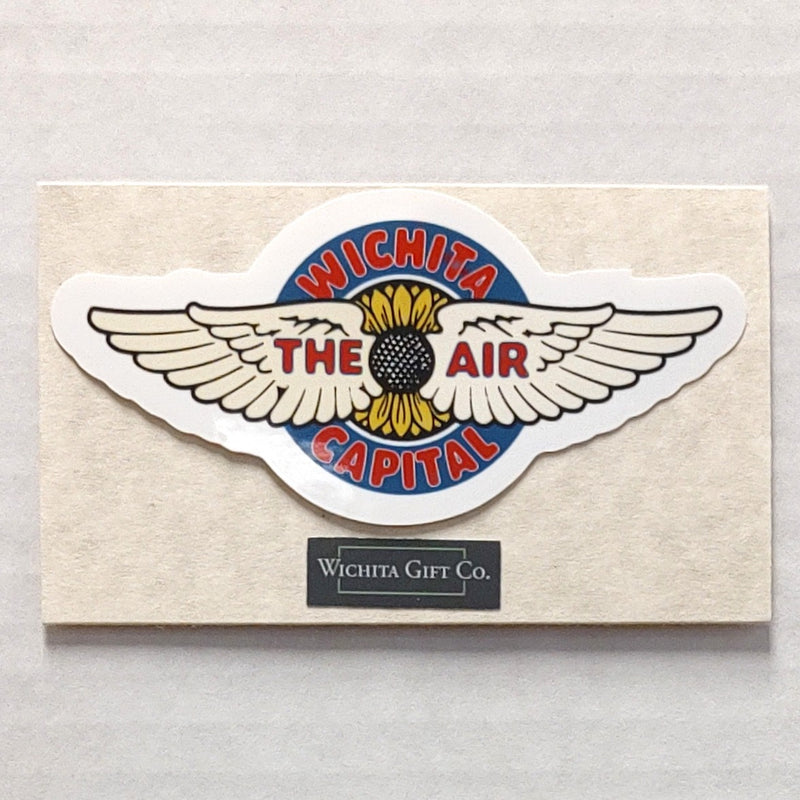 WICHITA
THE AIR
CAPITAL
WICHITA GIFT CO.